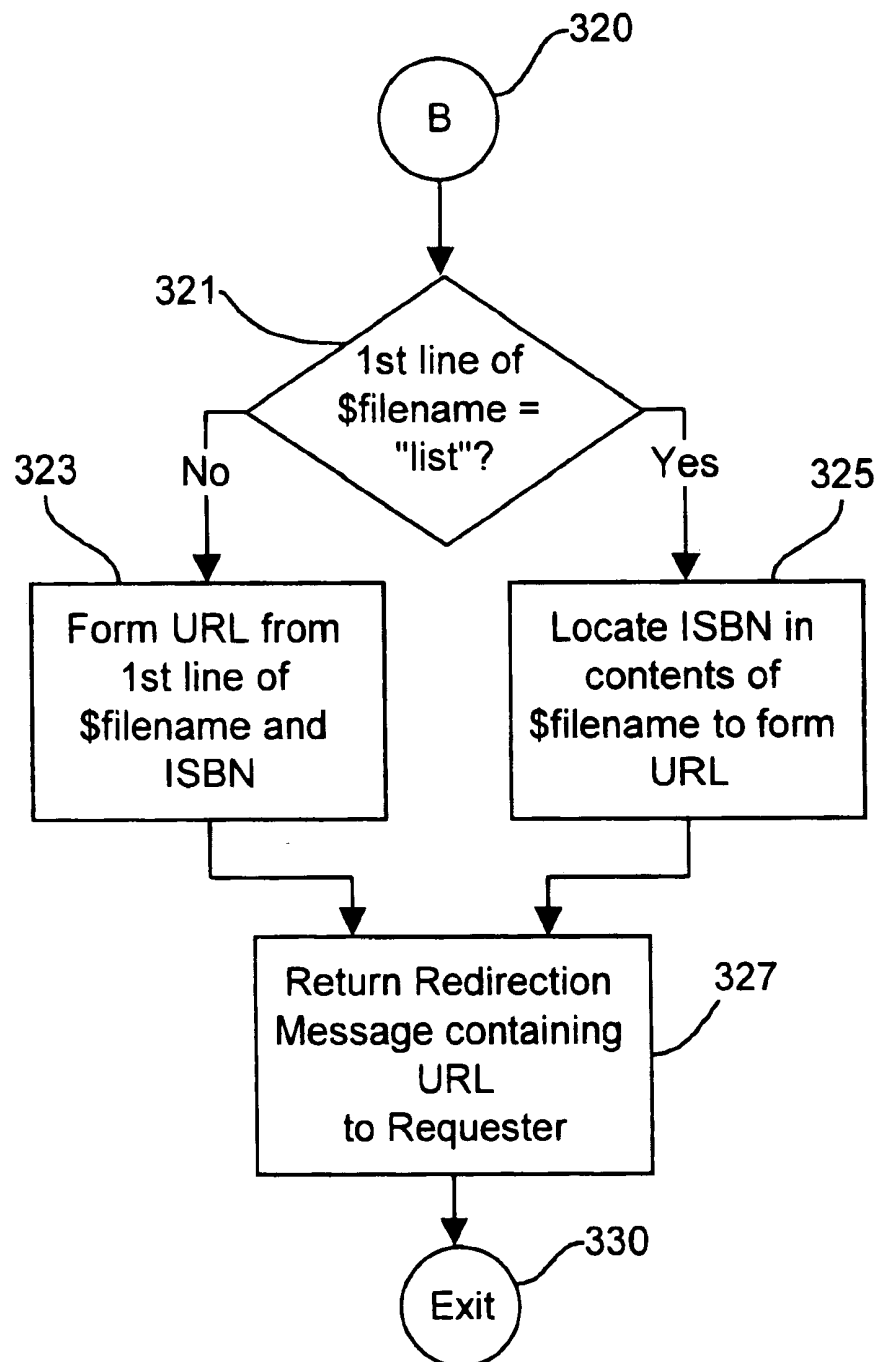 320
B
321
1st line of
$filename =
"list"?
No
Yes
323
325
Form URL from
1st line of
$filename and
ISBN
Locate ISBN in
contents of
$filename to form
URL
Return Redirection
Message containing
URL
to Requester
327
330
Exit